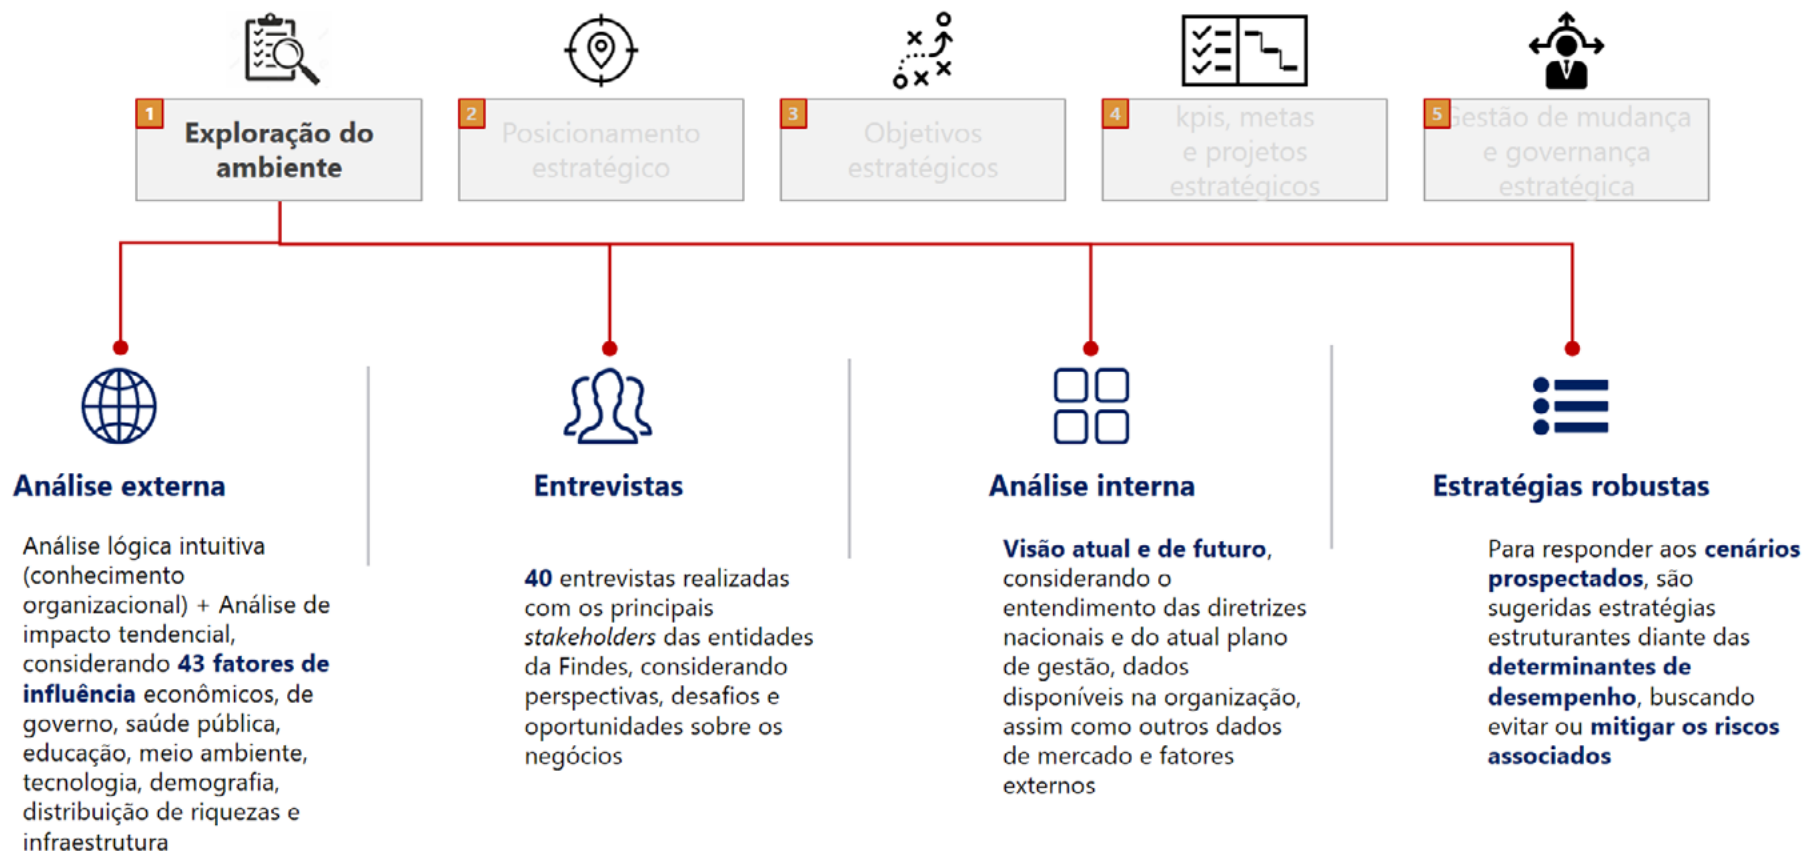 1
Exploração do
ambiente
2
Posicionamento
estratégico
3
Objetivos
estratégicos
4
kpis, metas
e projetos
estratégicos
5
Gestão de mudança
e governança
estratégica
Análise externa
Análise lógica intuitiva
(conhecimento
organizacional) + Análise de
impacto tendencial,
considerando 43 fatores de
influência econômicos, de
governo, saúde pública,
educação, meio ambiente,
tecnologia, demografia,
distribuição de riquezas e
infraestrutura
Entrevistas
40 entrevistas realizadas
com os principais
stakeholders das entidades
da Findes, considerando
perspectivas, desafios e
oportunidades sobre os
negócios
Análise interna
Visão atual e de futuro,
considerando o
entendimento das diretrizes
nacionais e do atual plano
de gestão, dados
disponíveis na organização,
assim como outros dados
de mercado e fatores
externos
Estratégias robustas
Para responder aos cenários
prospectados, são
sugeridas estratégias
estruturantes diante das
determinantes de
desempenho, buscando
evitar ou mitigar os riscos
associados